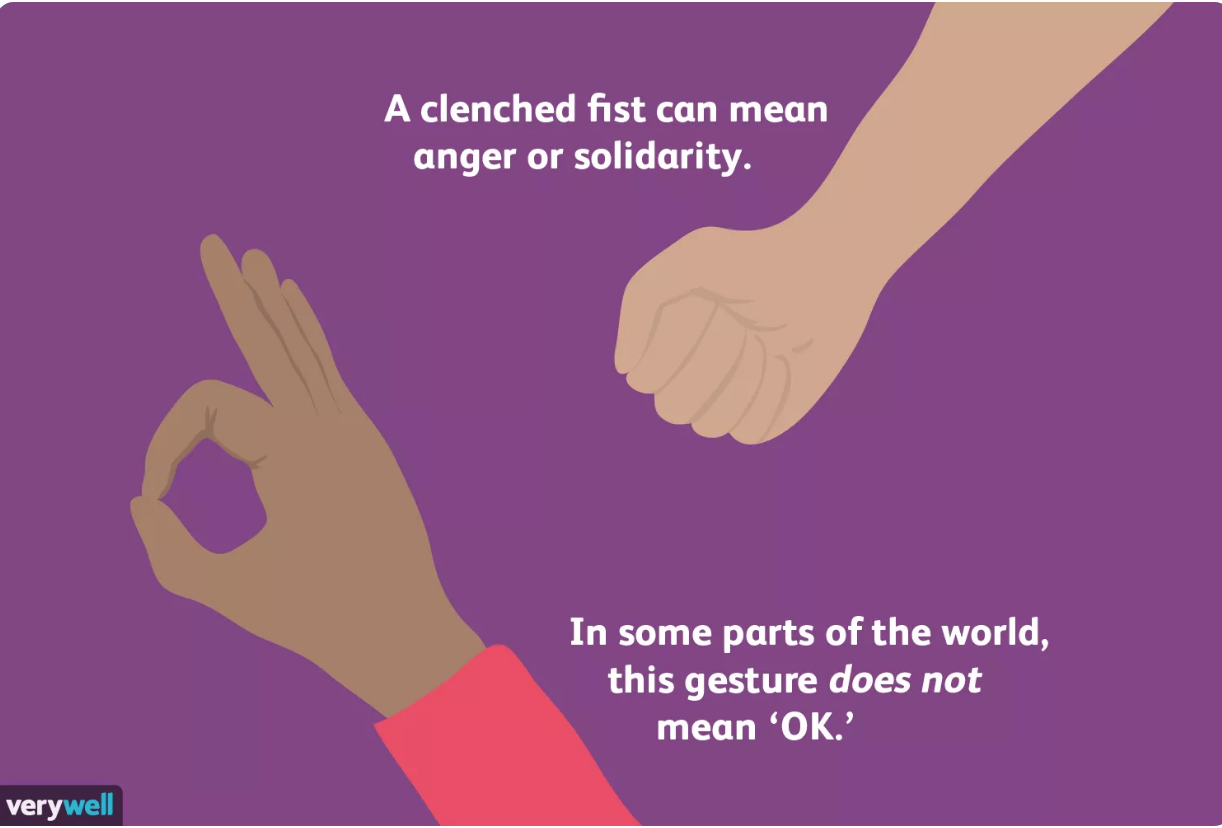 A clenched fist can mean
anger or solidarity.
In some parts of the world,
this gesture does not
mean ‘OK.’
verywell